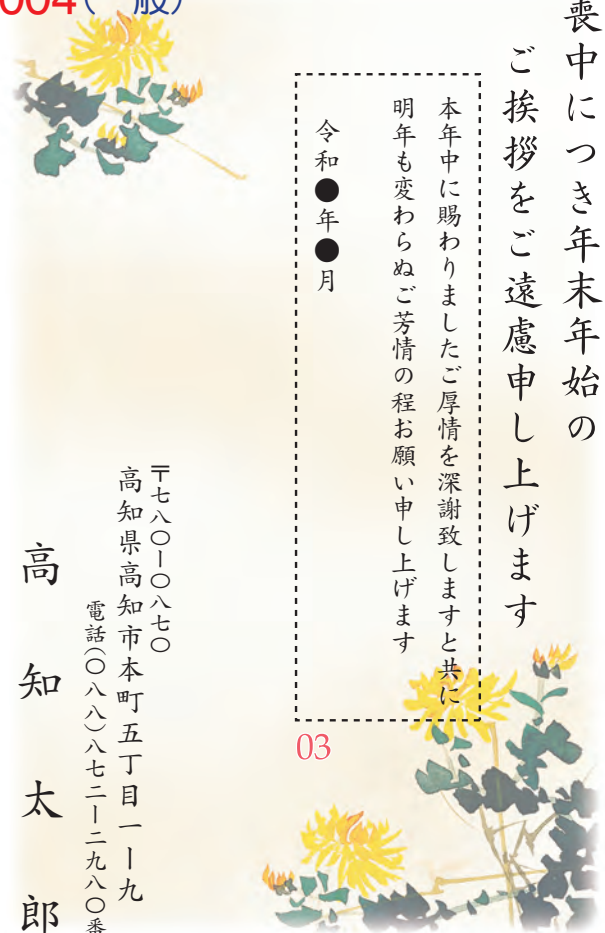 004(一般)
喪中につき年末年始の
ご挨拶をご遠慮申し上げます
本年中に賜わりましたご厚情を深謝致しますと共に
明年も変わらぬご芳情の程お願い申し上げます
令和●年●月
03
〒七八〇ー〇八七〇
高知県高知市本町五丁目一ー九
電話(〇八八)八七二ー二九八〇番
高知太郎